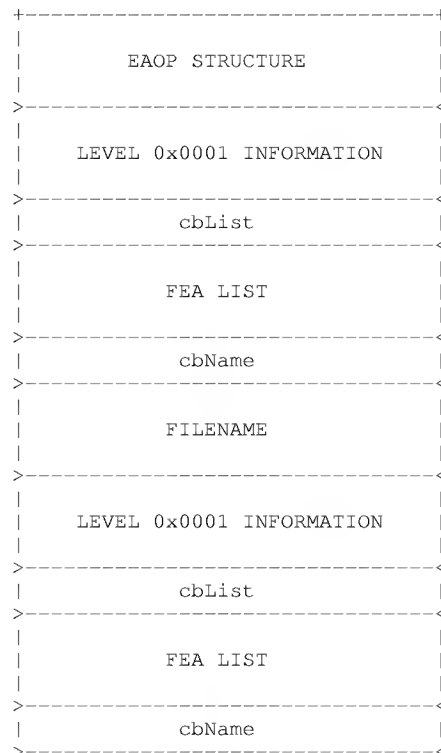 EAOP STRUCTURE
LEVEL 0x0001 INFORMATION
cbList
FEA LIST
cbName
FILENAME
LEVEL 0x0001 INFORMATION
cbList
FEA LIST
cbName